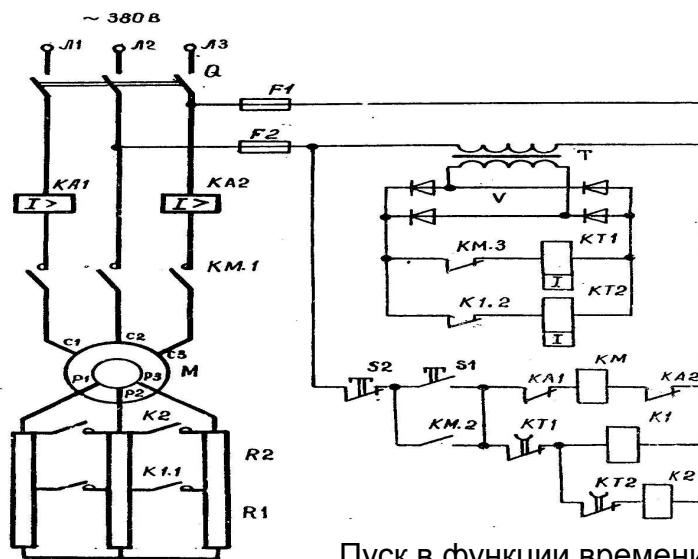 ~ 380 В
Л1 Л2 Л3
Q
F1
F2
T
KA1 KA2
I > I >
V
KM.3 KT1
I
KM.1
K1.2 KT2
I
C1 C2 C3
M
P1 P2 P3
S2 S1 KA1 KM KA2
K2 KM.2 KT1 K1
R2
K1.1
KT2 K2
R1
Пуск в функции времени